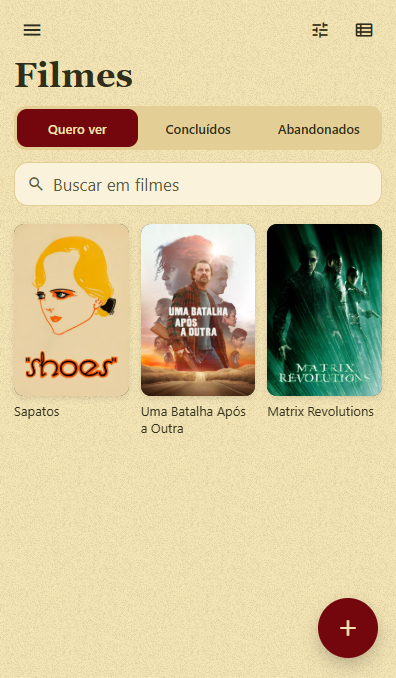 Filmes
Quero ver
Concluídos
Abandonados
Buscar em filmes
"shoes"
UMA BATALHA
APÓS
A OUTRA
MATRIX
REVOLUTIONS
Sapatos
Uma Batalha Após
a Outra
Matrix Revolutions